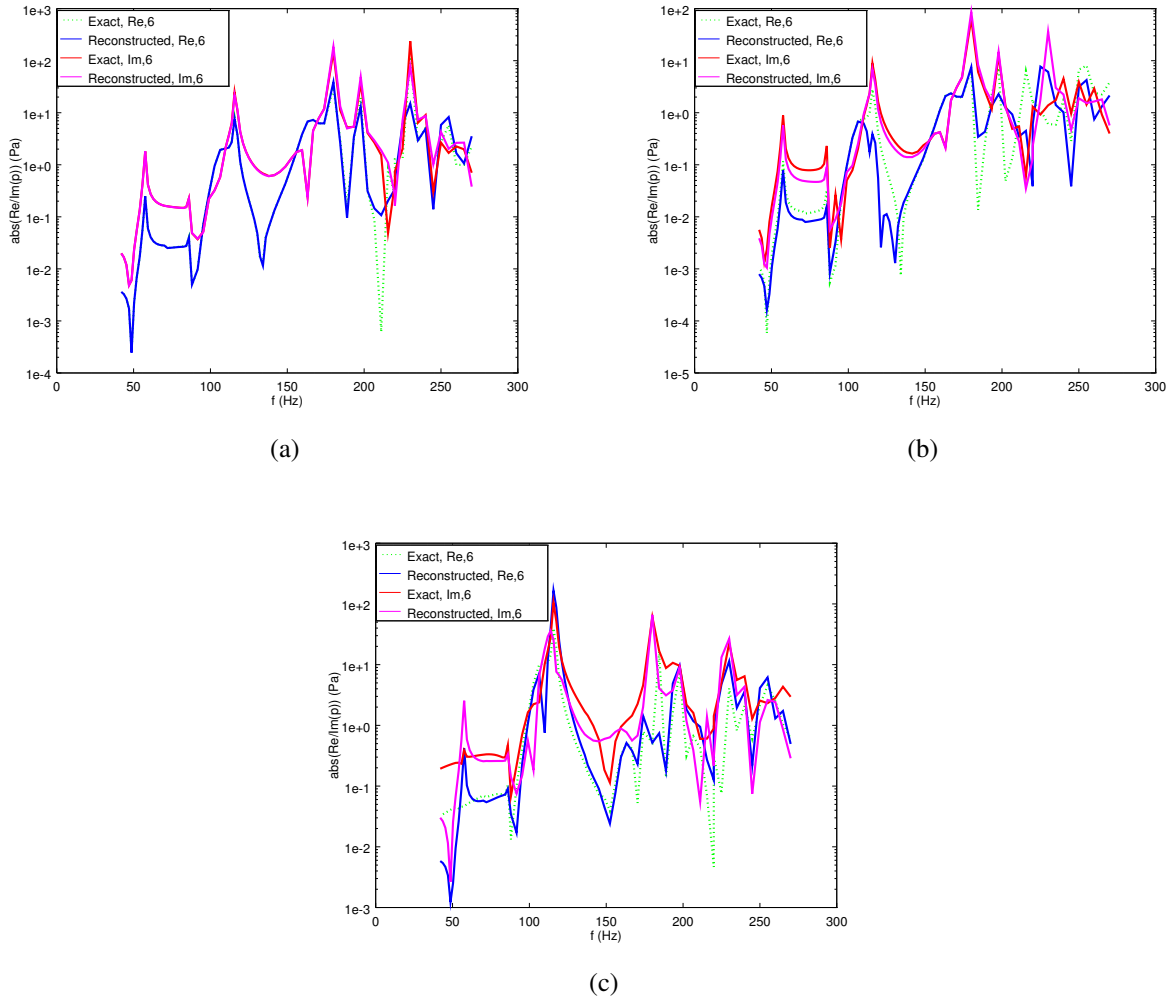 1e+3
1e+2
1e+1
1e+0
1e-1
1e-2
1e-3
1e-4
abs(Re/Im(p)) (Pa)
Exact, Re,6
Reconstructed, Re,6
Exact, Im,6
Reconstructed, Im,6
0 50 100 150 200 250 300
f (Hz)
(a)
1e+2
1e+1
1e+0
1e-1
1e-2
1e-3
1e-4
1e-5
abs(Re/Im(p)) (Pa)
Exact, Re,6
Reconstructed, Re,6
Exact, Im,6
Reconstructed, Im,6
0 50 100 150 200 250 300
f (Hz)
(b)
1e+3
1e+2
1e+1
1e+0
1e-1
1e-2
1e-3
abs(Re/Im(p)) (Pa)
Exact, Re,6
Reconstructed, Re,6
Exact, Im,6
Reconstructed, Im,6
0 50 100 150 200 250 300
f (Hz)
(c)